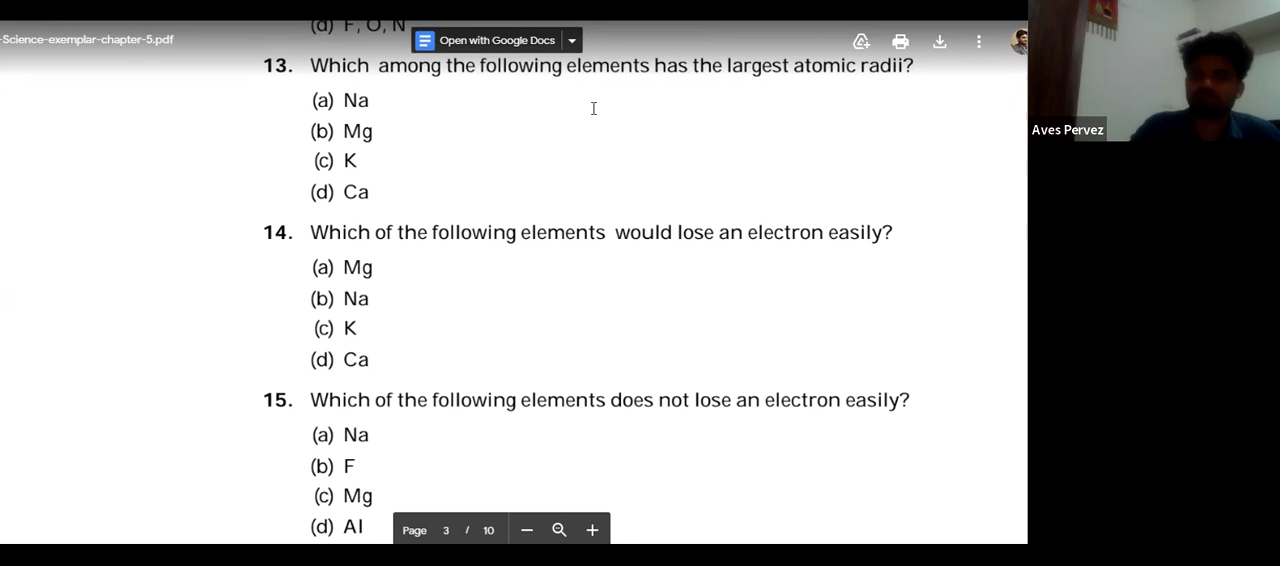 (d) F, O, N
-Science-exemplar-chapter-5.pdf
Open with Google Docs
13. Which among the following elements has the largest atomic radii?
(a) Na
(b) Mg
(c) K
(d) Ca
Aves Pervez
14. Which of the following elements would lose an electron easily?
(a) Mg
(b) Na
(c) K
(d) Ca
15. Which of the following elements does not lose an electron easily?
(a) Na
(b) F
(c) Mg
(d) Al
Page 3 / 10